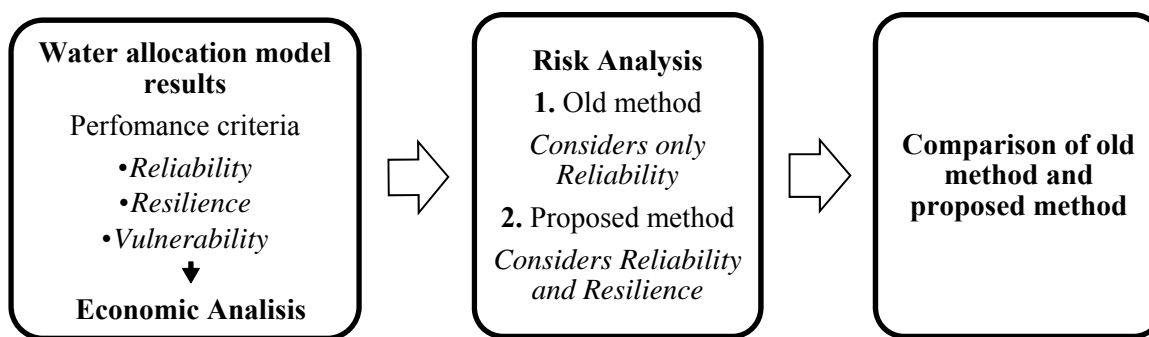 Water allocation model
results
Perfomance criteria
•Reliability
•Resilience
•Vulnerability
Economic Analisis
Risk Analysis
1. Old method
Considers only
Reliability
2. Proposed method
Considers Reliability
and Resilience
Comparison of old
method and
proposed method